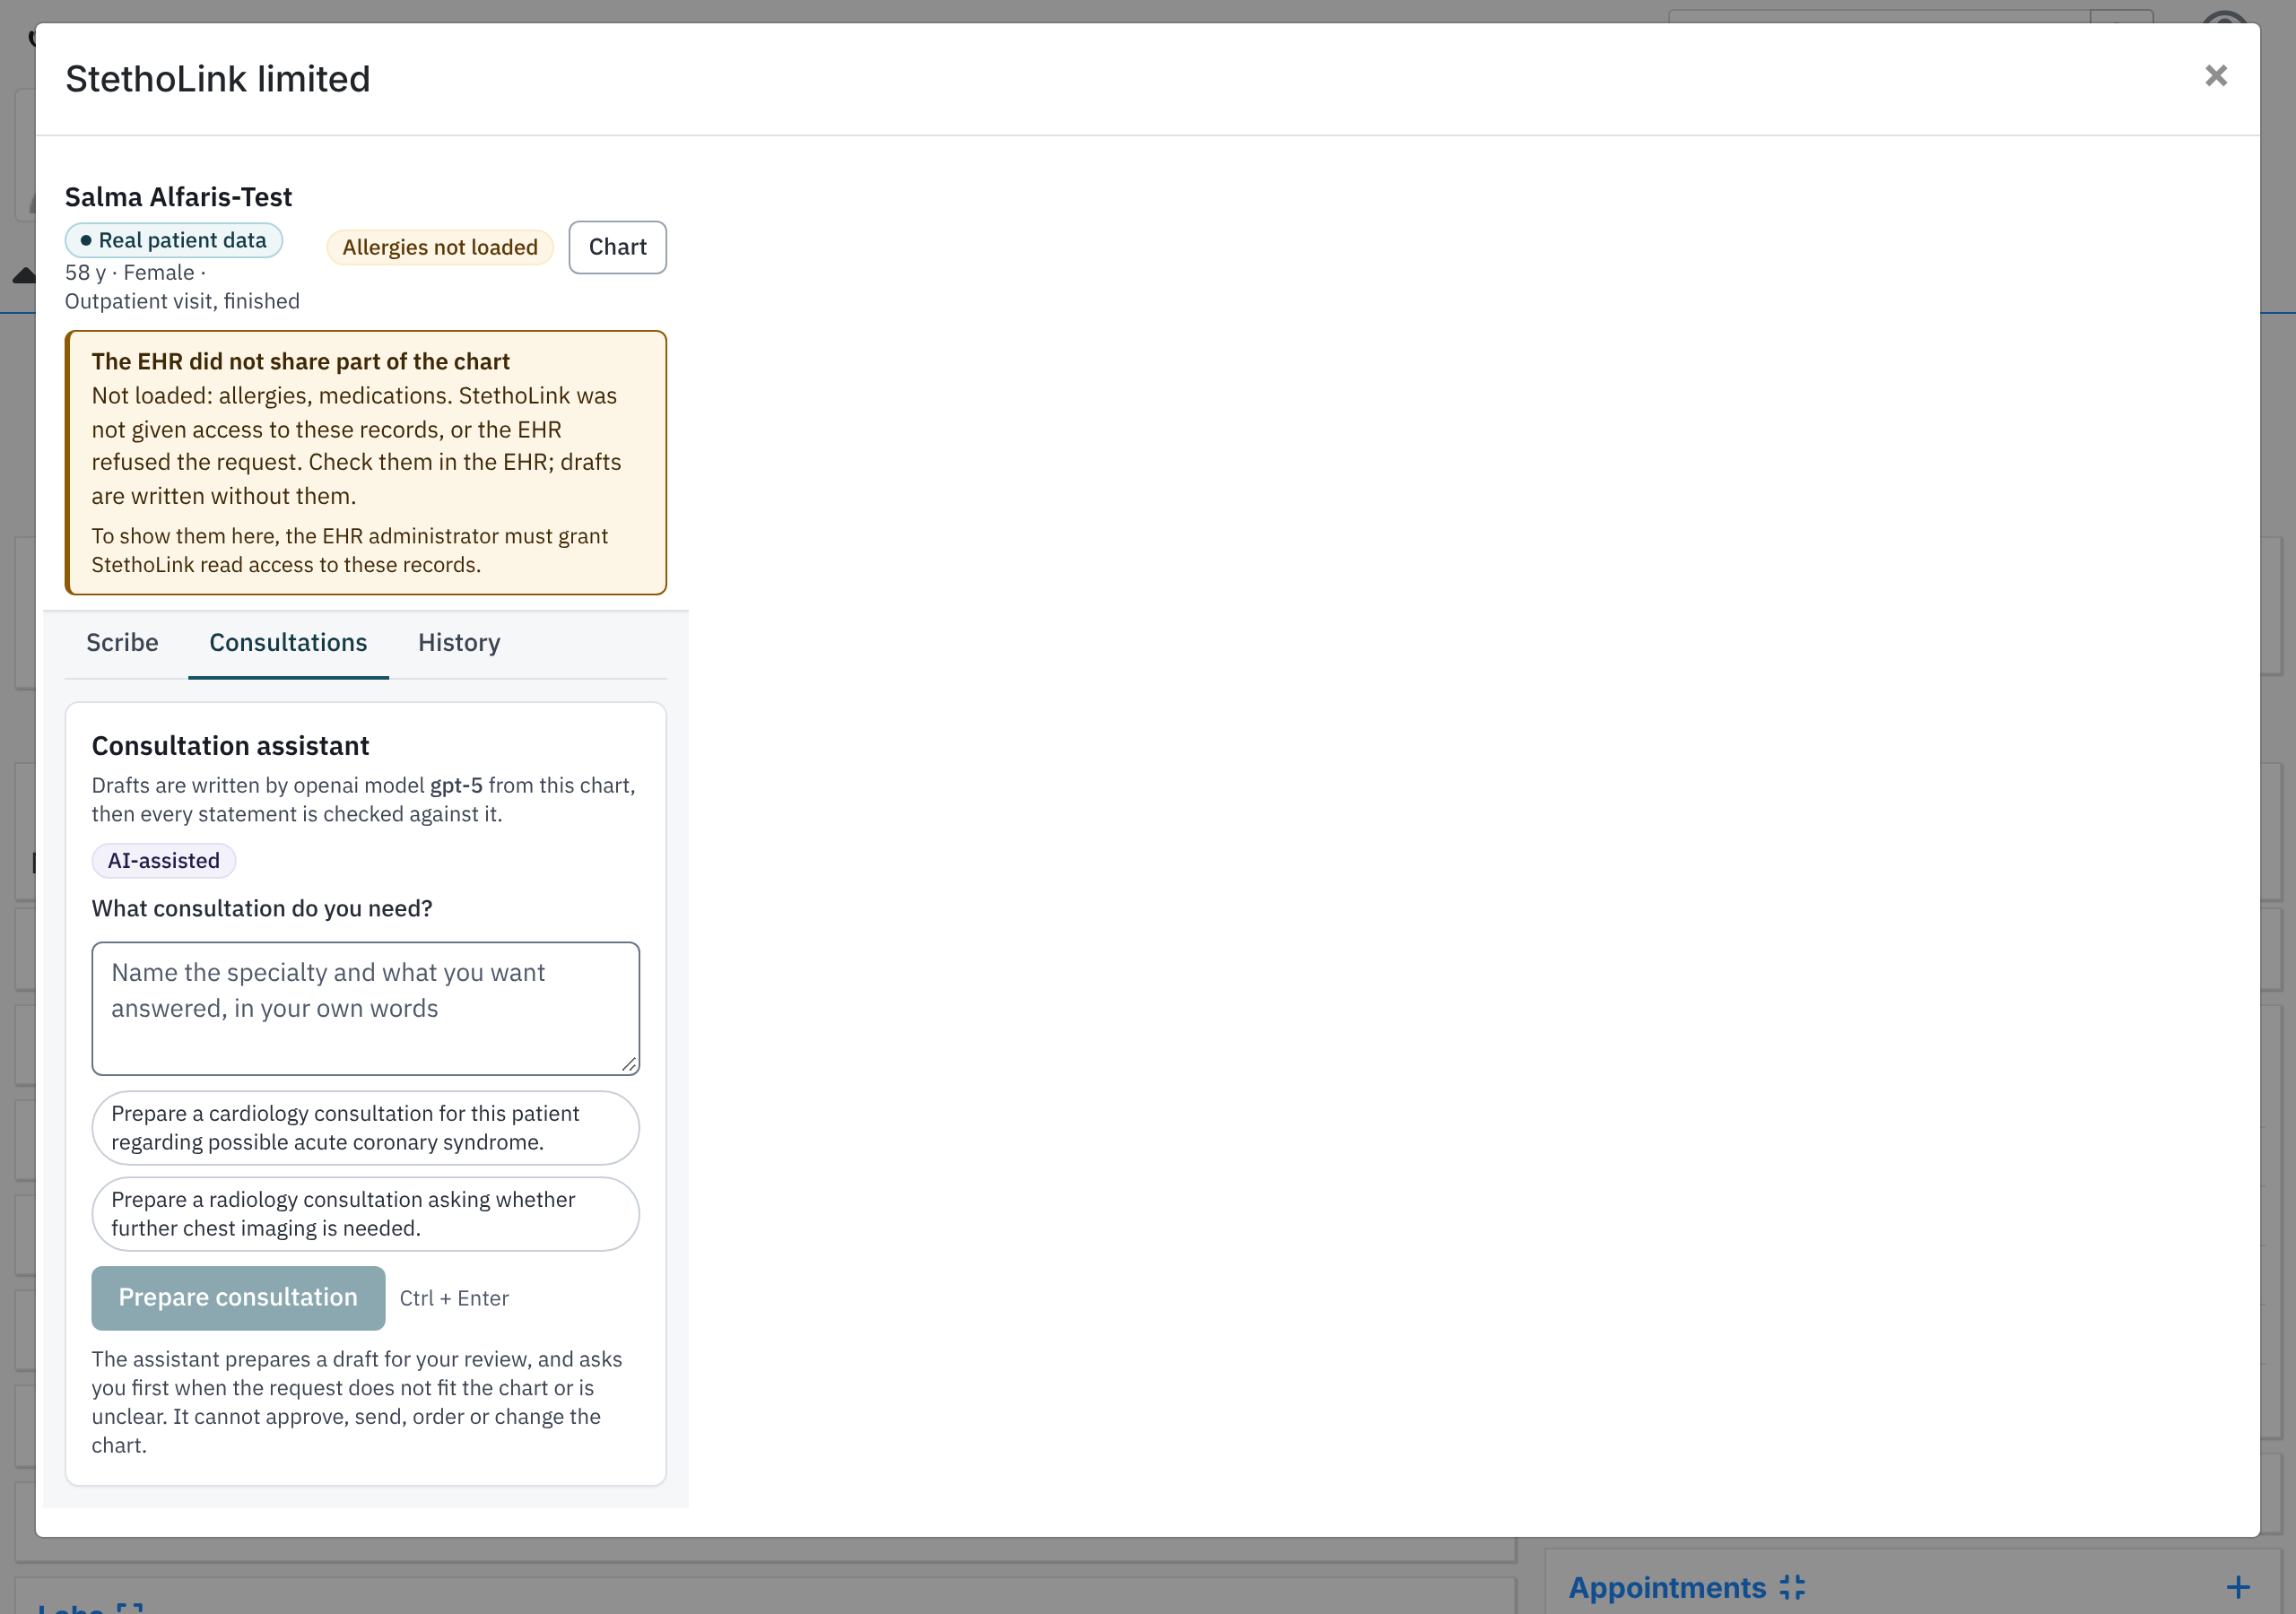 StethoLink limited
×
Salma Alfaris-Test
Real patient data
Allergies not loaded
Chart
58 y · Female ·
Outpatient visit, finished
The EHR did not share part of the chart
Not loaded: allergies, medications. StethoLink was
not given access to these records, or the EHR
refused the request. Check them in the EHR; drafts
are written without them.
To show them here, the EHR administrator must grant
StethoLink read access to these records.
Scribe
Consultations
History
Consultation assistant
Drafts are written by openai model gpt-5 from this chart,
then every statement is checked against it.
AI-assisted
What consultation do you need?
Name the specialty and what you want
answered, in your own words
Prepare a cardiology consultation for this patient
regarding possible acute coronary syndrome.
Prepare a radiology consultation asking whether
further chest imaging is needed.
Prepare consultation
Ctrl + Enter
The assistant prepares a draft for your review, and asks
you first when the request does not fit the chart or is
unclear. It cannot approve, send, order or change the
chart.
Appointments